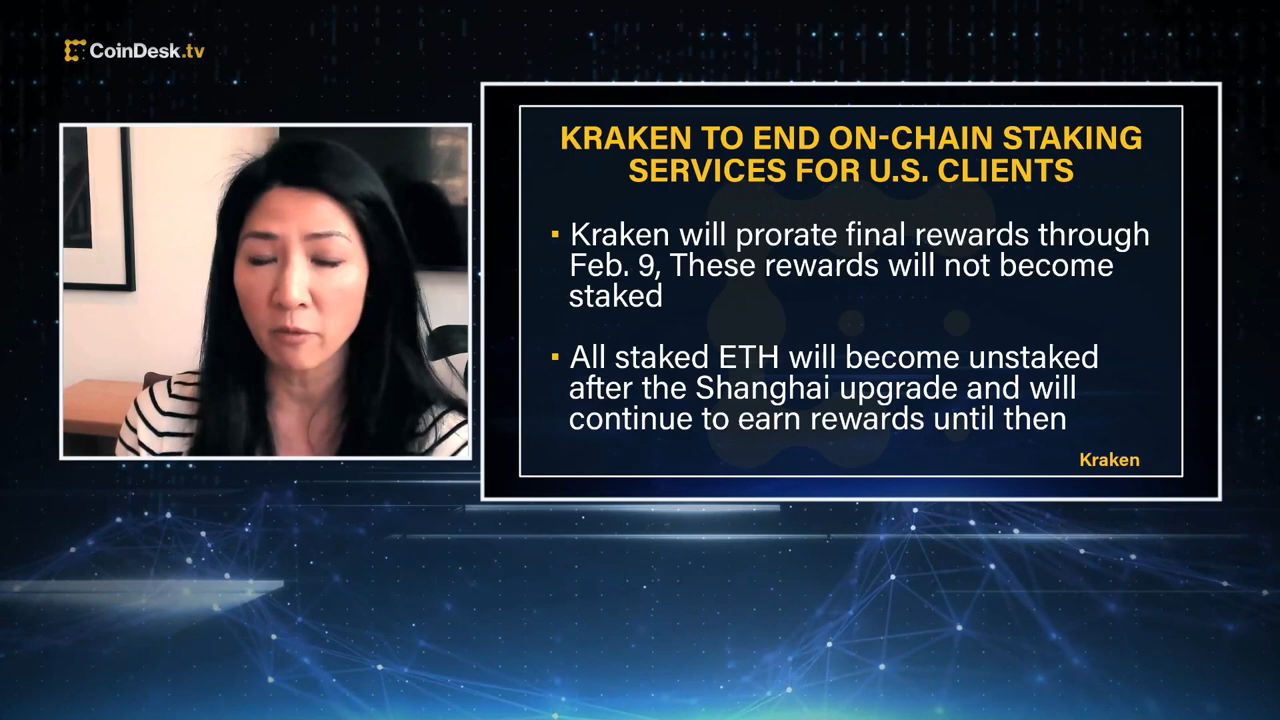 CoinDesk.tv
KRAKEN TO END ON-CHAIN STAKING
SERVICES FOR U.S. CLIENTS
▪ Kraken will prorate final rewards through
Feb. 9, These rewards will not become
staked
▪ All staked ETH will become unstaked
after the Shanghai upgrade and will
continue to earn rewards until then
Kraken